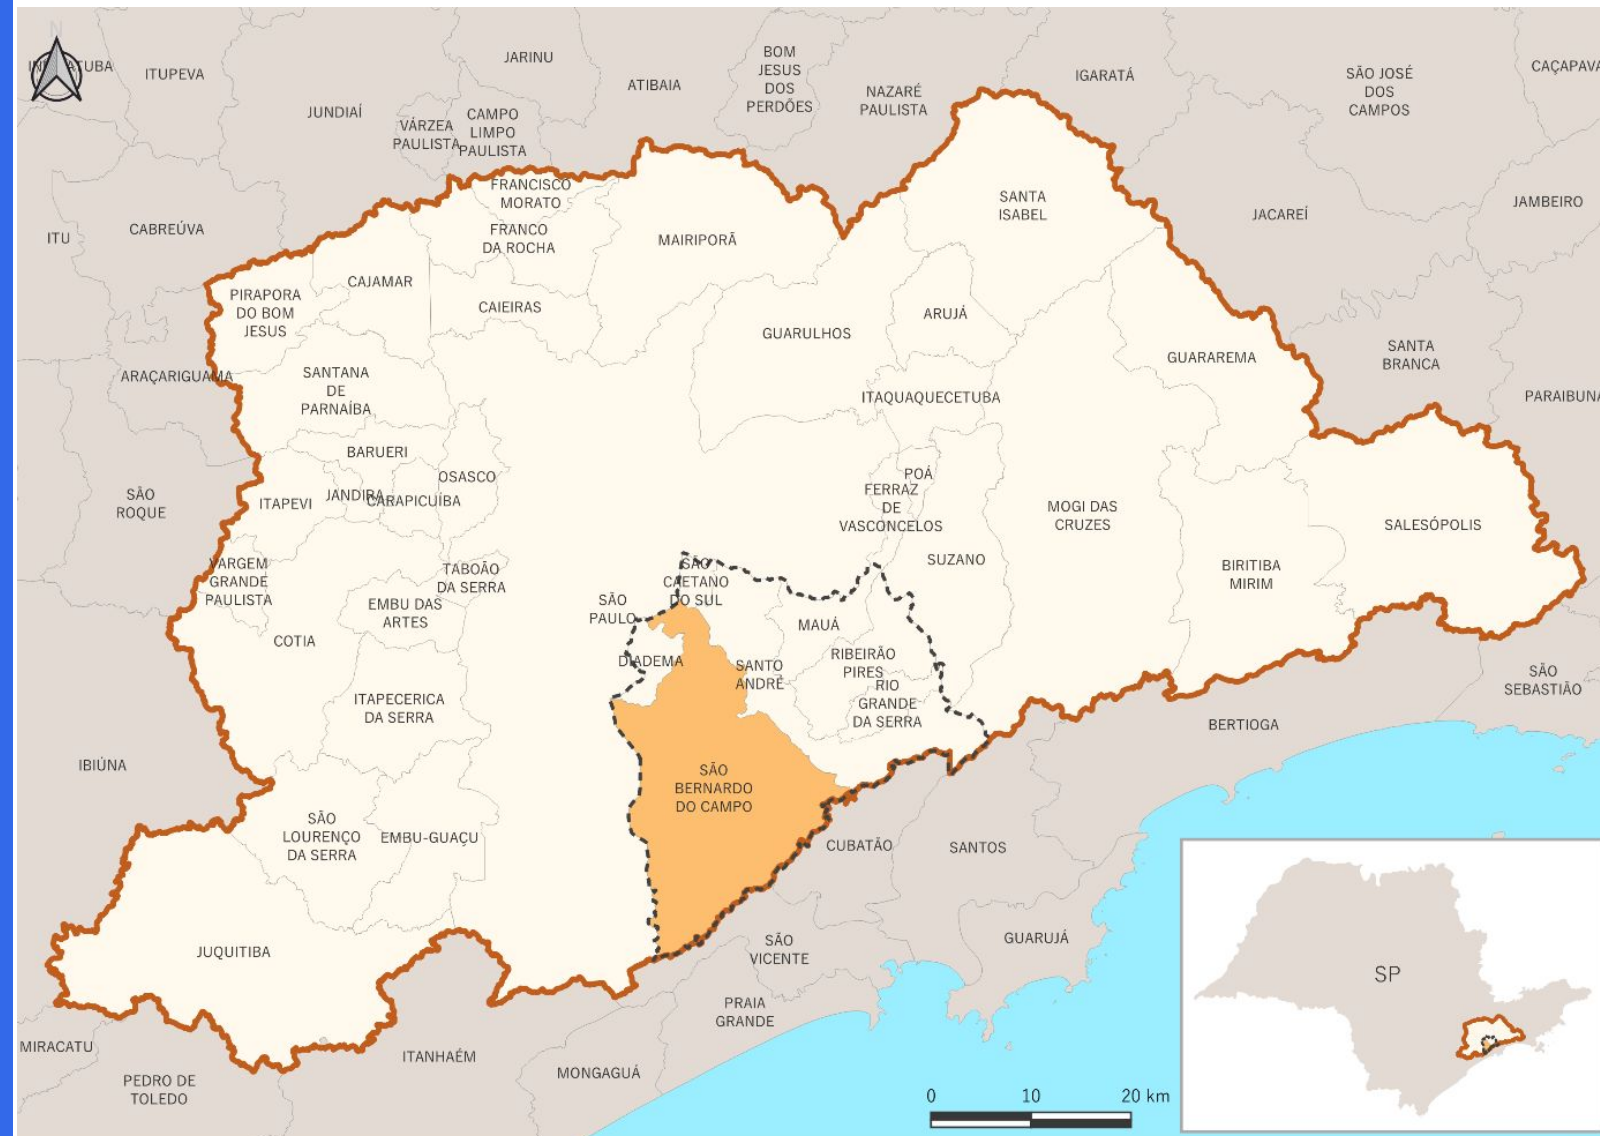 N
ITUPEVA
JARINU
JUNDIAÍ
VÁRZEA
PAULISTA
CAMPO
LIMPO
PAULISTA
ATIBAIA
BOM
JESUS
DOS
PERDÕES
NAZARÉ
PAULISTA
IGARATÁ
SÃO JOSÉ
DOS
CAMPOS
CAÇAPAVA
ITU
CABREÚVA
FRANCISCO
MORATO
FRANCO
DA ROCHA
MAIRIPORÃ
SANTA
ISABEL
JACAREÍ
JAMBEIRO
PIRAPORA
DO BOM
JESUS
CAJAMAR
CAIEIRAS
GUARULHOS
ARUJÁ
GUARAREMA
SANTA
BRANCA
PARAIBUNA
ARAÇARIGUAMA
SANTANA
DE
PARNAÍBA
ITAQUAQUECETUBA
BARUERI
OSASCO
ITAPEVI
JANDIRA
CARAPICUÍBA
SÃO
ROQUE
POÁ
FERRAZ
DE
VASCONCELOS
MOGI DAS
CRUZES
SALESÓPOLIS
SUZANO
BIRITIBA
MIRIM
VARGEM
GRANDE
PAULISTA
TABOÃO
DA SERRA
EMBU DAS
ARTES
COTIA
SÃO
PAULO
SÃO
CAETANO
DO SUL
MAUÁ
DIADEMA
SANTO
ANDRÉ
RIBEIRÃO
PIRES
RIO
GRANDE
DA SERRA
ITAPECERICA
DA SERRA
SÃO
SEBASTIÃO
BERTIOGA
IBIÚNA
SÃO
BERNARDO
DO CAMPO
SÃO
LOURENÇO
DA SERRA
EMBU-GUAÇU
CUBATÃO
SANTOS
JUQUITIBA
SÃO
VICENTE
GUARUJÁ
PRAIA
GRANDE
MIRACATU
ITANHAÉM
MONGAGUÁ
PEDRO DE
TOLEDO
SP
0 10 20 km